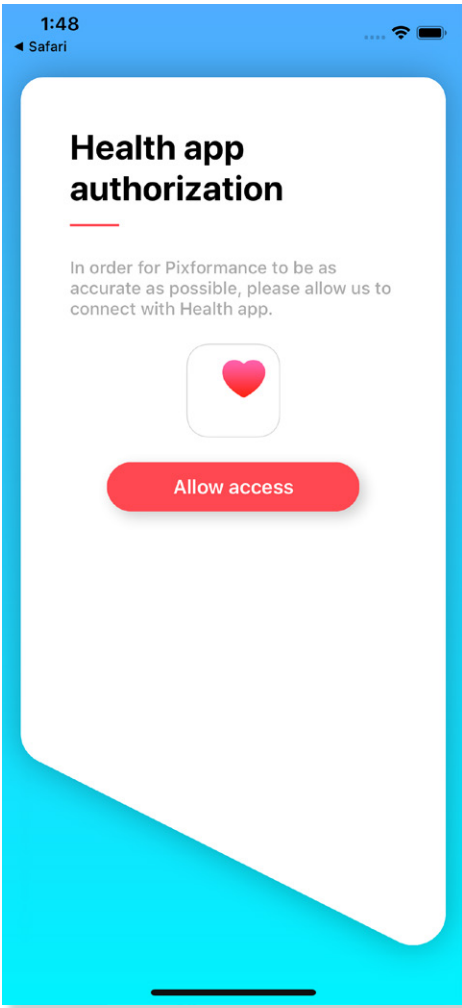 1:48
◀ Safari
Health app
authorization
In order for Pixformance to be as
accurate as possible, please allow us to
connect with Health app.
Allow access